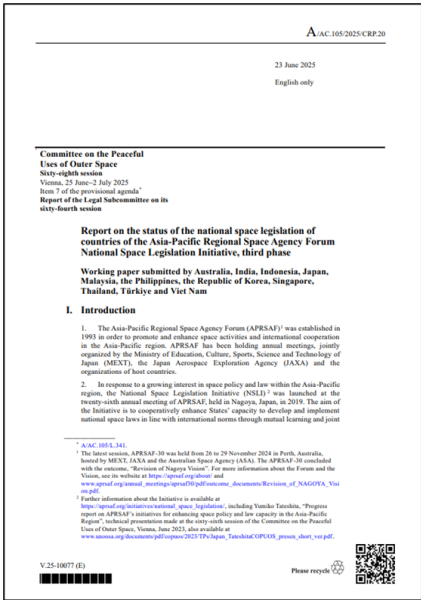 A/AC.105/2025/CRP.20
23 June 2025
English only
Committee on the Peaceful
Uses of Outer Space
Sixty-eighth session
Vienna, 25 June–2 July 2025
Item 7 of the provisional agenda*
Report of the Legal Subcommittee on its
sixty-fourth session
Report on the status of the national space legislation of
countries of the Asia-Pacific Regional Space Agency Forum
National Space Legislation Initiative, third phase
Working paper submitted by Australia, India, Indonesia, Japan,
Malaysia, the Philippines, the Republic of Korea, Singapore,
Thailand, Türkiye and Viet Nam
I. Introduction
1. The Asia-Pacific Regional Space Agency Forum (APRSAF)1 was established in
1993 in order to promote and enhance space activities and international cooperation
in the Asia-Pacific region. APRSAF has been holding annual meetings, jointly
organized by the Ministry of Education, Culture, Sports, Science and Technology of
Japan (MEXT), the Japan Aerospace Exploration Agency (JAXA) and the
organizations of host countries.
2. In response to a growing interest in space policy and law within the Asia-Pacific
region, the National Space Legislation Initiative (NSLI) 2 was launched at the
twenty-sixth annual meeting of APRSAF, held in Nagoya, Japan, in 2019. The aim of
the Initiative is to cooperatively enhance States' capacity to develop and implement
national space laws in line with international norms through mutual learning and joint
* A/AC.105/L.341.
1 The latest session, APRSAF-30 was held from 26 to 29 November 2024 in Perth, Australia,
hosted by MEXT, JAXA and the Australian Space Agency (ASA). The APRSAF-30 concluded
with the outcome, "Revision of Nagoya Vision". For more information about the Forum and the
Vision, see its website at https://aprsaf.org/about/ and
www.aprsaf.org/annual_meetings/aprsaf30/pdf/outcome_documents/Revision_of_NAGOYA_Visi
on.pdf.
2 Further information about the Initiative is available at
https://aprsaf.org/initiatives/national_space_legislation/, including Yumiko Tateshita, "Progress
report on APRSAF's initiatives for enhancing space policy and law capacity in the Asia-Pacific
Region", technical presentation made at the sixty-sixth session of the Committee on the Peaceful
Uses of Outer Space, Vienna, June 2023, also available at
www.unoosa.org/documents/pdf/copuos/2023/TPs/Japan_TateshitaCOPUOS_presen_short_ver.pdf.
V.25-10077 (E)
Please recycle